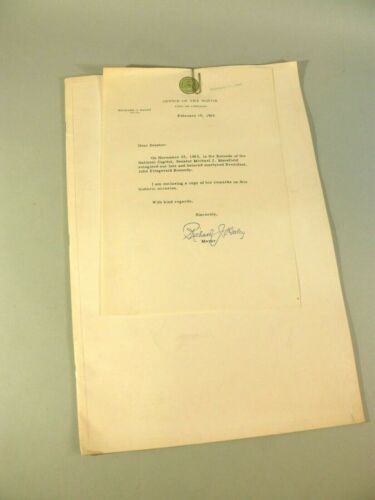 OFFICE OF THE MAYOR
CITY OF CHICAGO
RICHARD J. DALEY
MAYOR
February 19, 1965
Dear Senator:
On November 25, 1963, in the Rotunda of the
National Capitol, Senator Michael J. Mansfield
eulogized our late and beloved martyred President,
John Fitzgerald Kennedy.
I am enclosing a copy of his remarks on this
historic occasion.
With kind regards.
Sincerely,
Richard J. Daley
Mayor